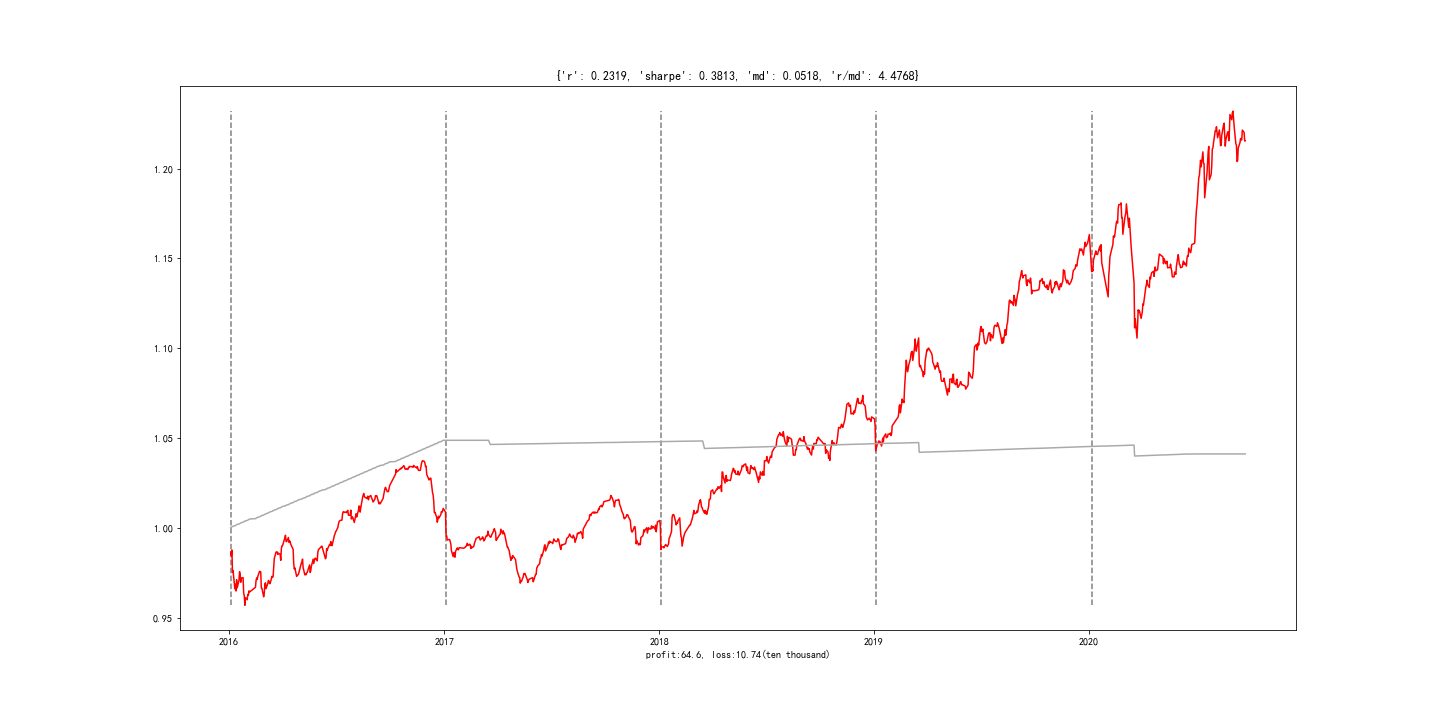 {'r': 0.2319, 'sharpe': 0.3813, 'md': 0.0518, 'r/md': 4.4768}
1.20
1.15
1.10
1.05
1.00
0.95
2016 2017 2018 2019 2020
profit:64.6, loss:10.74(ten thousand)